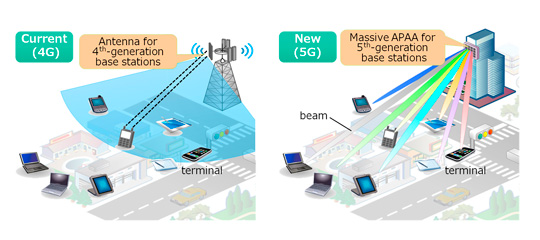 Current
(4G)
Antenna for
4th-generation
base stations
terminal
New
(5G)
Massive APAA for
5th-generation
base stations
beam
terminal